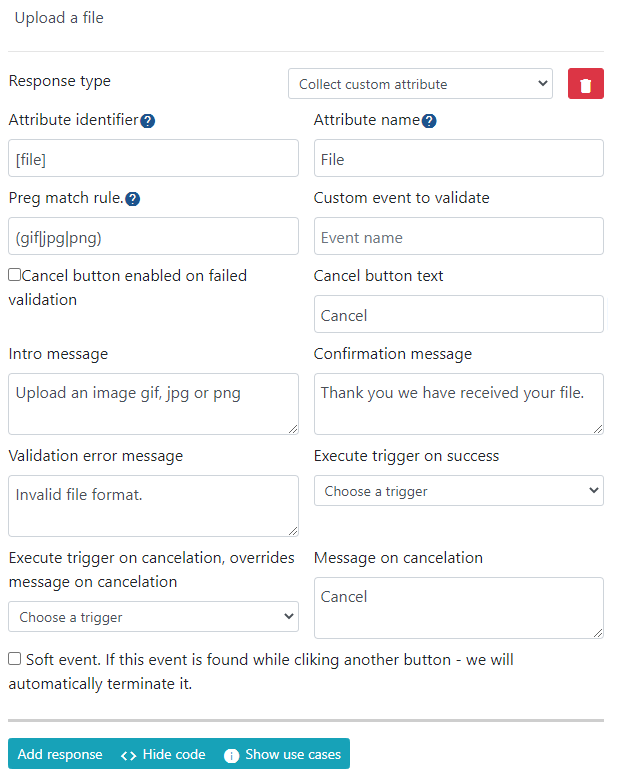 Upload a file
Response type
Collect custom attribute
Attribute identifier
Attribute name
[file]
File
Preg match rule.
Custom event to validate
(gif|jpg|png)
Event name
Cancel button enabled on failed
validation
Cancel button text
Cancel
Intro message
Confirmation message
Upload an image gif, jpg or png
Thank you we have received your file.
Validation error message
Execute trigger on success
Invalid file format.
Choose a trigger
Execute trigger on cancelation, overrides
message on cancelation
Message on cancelation
Choose a trigger
Cancel
Soft event. If this event is found while cliking another button - we will
automatically terminate it.
Add response <> Hide code Show use cases